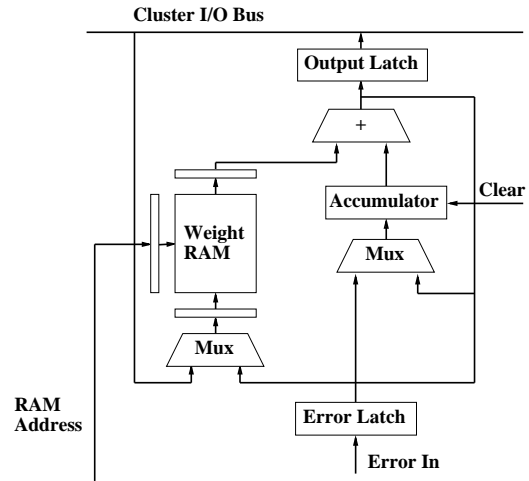 Cluster I/O Bus
Output Latch
+
Accumulator
Clear
Weight
RAM
Mux
Mux
RAM
Address
Error Latch
Error In